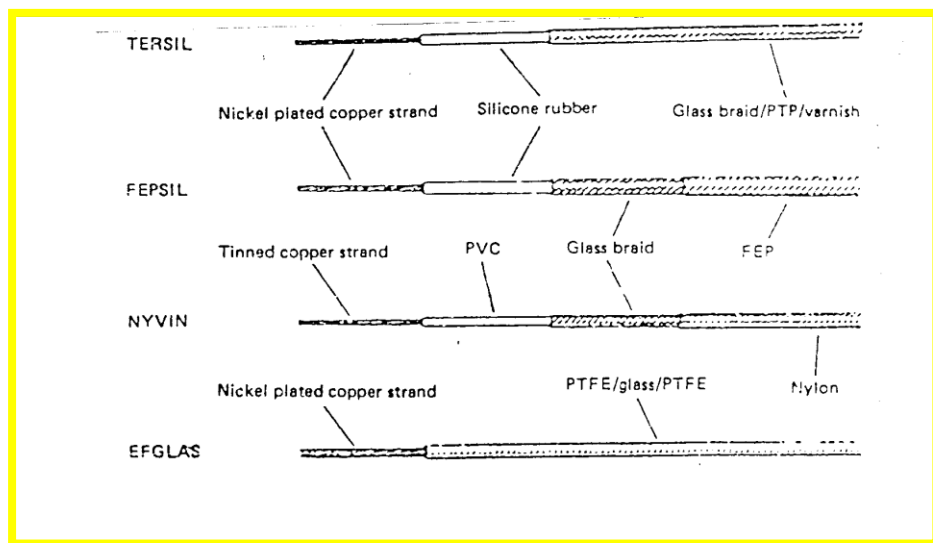 TERSIL
Nickel plated copper strand Silicone rubber Glass braid/PTP/varnish
FEPSIL
Tinned copper strand PVC Glass braid FEP
NYVIN
Nickel plated copper strand PTFE/glass/PTFE Nylon
EFGLAS